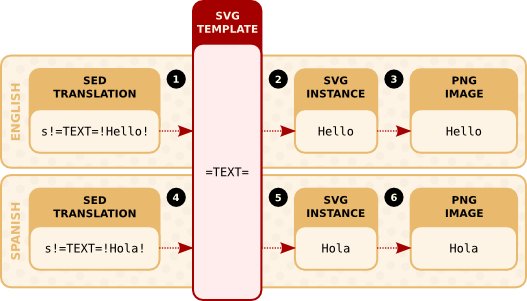 SVG
TEMPLATE
ENGLISH
SED
TRANSLATION
s!=TEXT=!Hello!
1
2
SVG
INSTANCE
Hello
3
PNG
IMAGE
Hello
=TEXT=
SPANISH
SED
TRANSLATION
s!=TEXT=!Hola!
4
5
SVG
INSTANCE
Hola
6
PNG
IMAGE
Hola